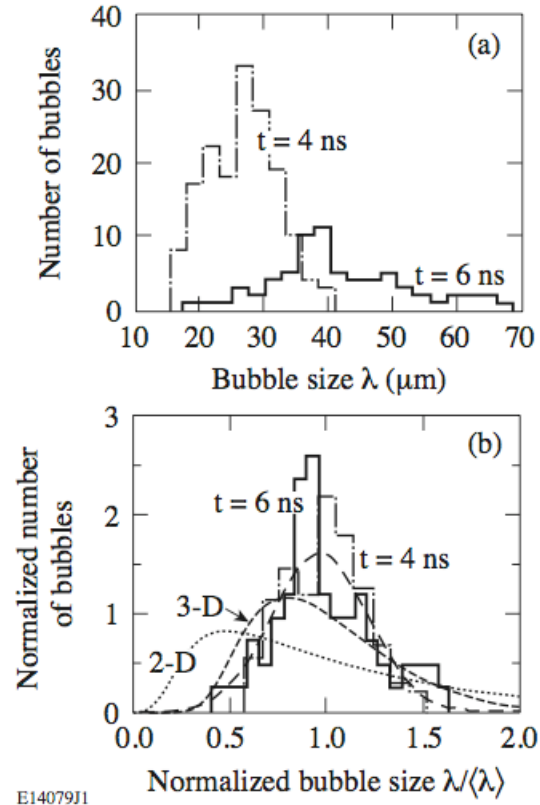 (a)
Number of bubbles
40
30
20
10
0
t = 4 ns
t = 6 ns
10 20 30 40 50 60 70
Bubble size λ (μm)
(b)
Normalized number
of bubbles
3
2
1
0
t = 6 ns
t = 4 ns
3-D
2-D
0.0 0.5 1.0 1.5 2.0
Normalized bubble size λ/⟨λ⟩
E14079J1